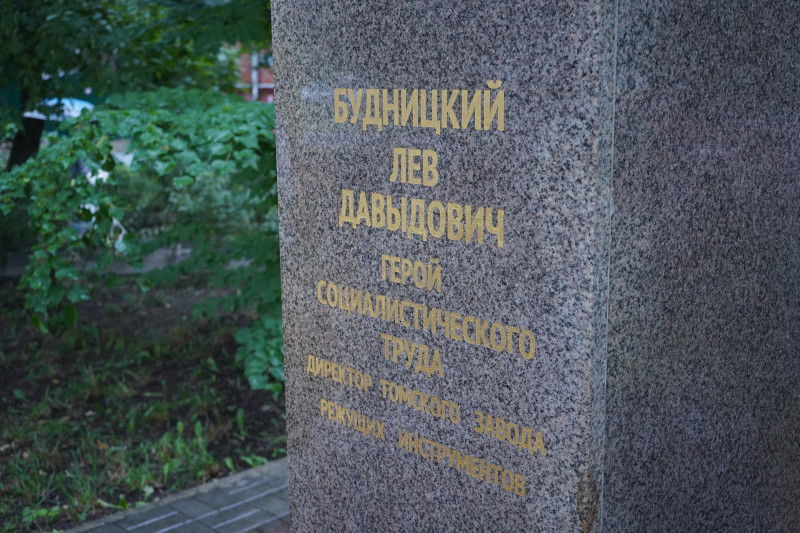 БУДНИЦКИЙ
ЛЕВ
ДАВЫДОВИЧ
ГЕРОЙ
СОЦИАЛИСТИЧЕСКОГО
ТРУДА
ДИРЕКТОР ТОМСКОГО ЗАВОДА
РЕЖУЩИХ ИНСТРУМЕНТОВ